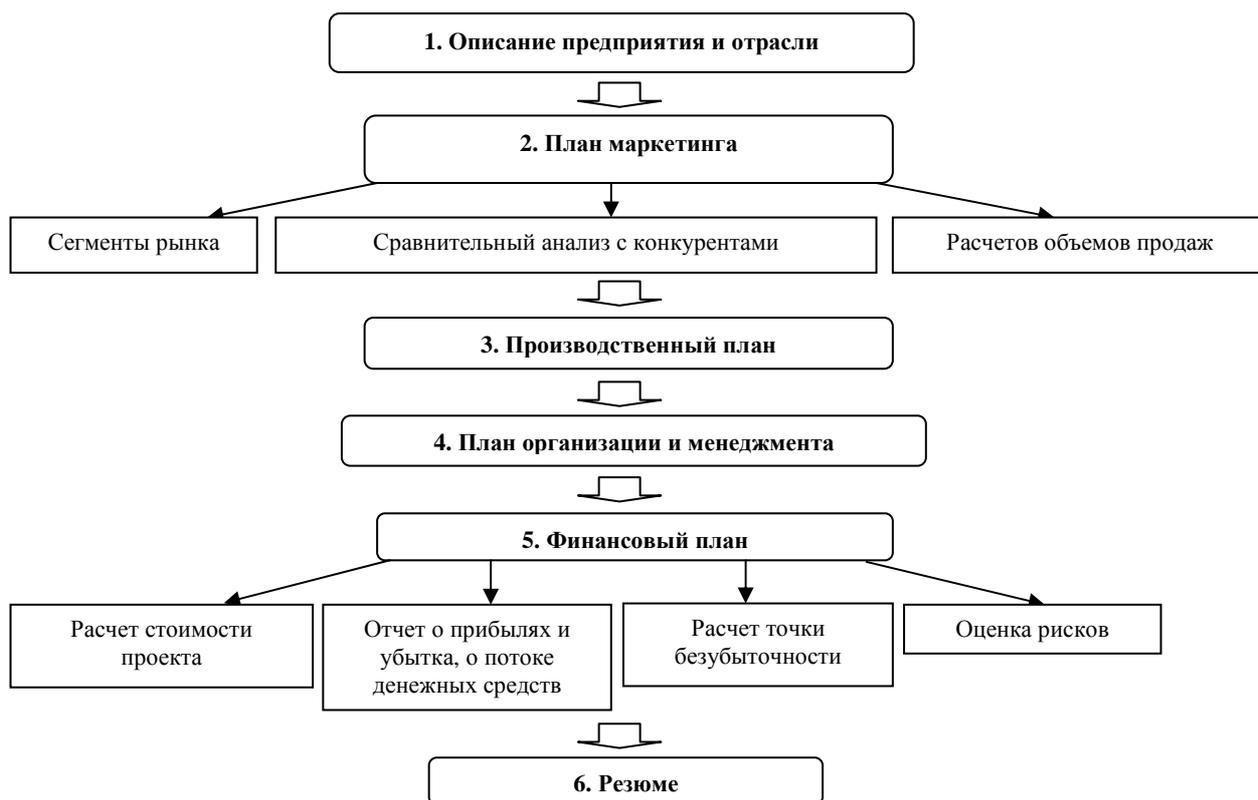 1. Описание предприятия и отрасли
2. План маркетинга
Сегменты рынка
Сравнительный анализ с конкурентами
Расчетов объемов продаж
3. Производственный план
4. План организации и менеджмента
5. Финансовый план
Расчет стоимости
проекта
Отчет о прибылях и
убытка, о потоке
денежных средств
Расчет точки
безубыточности
Оценка рисков
6. Резюме